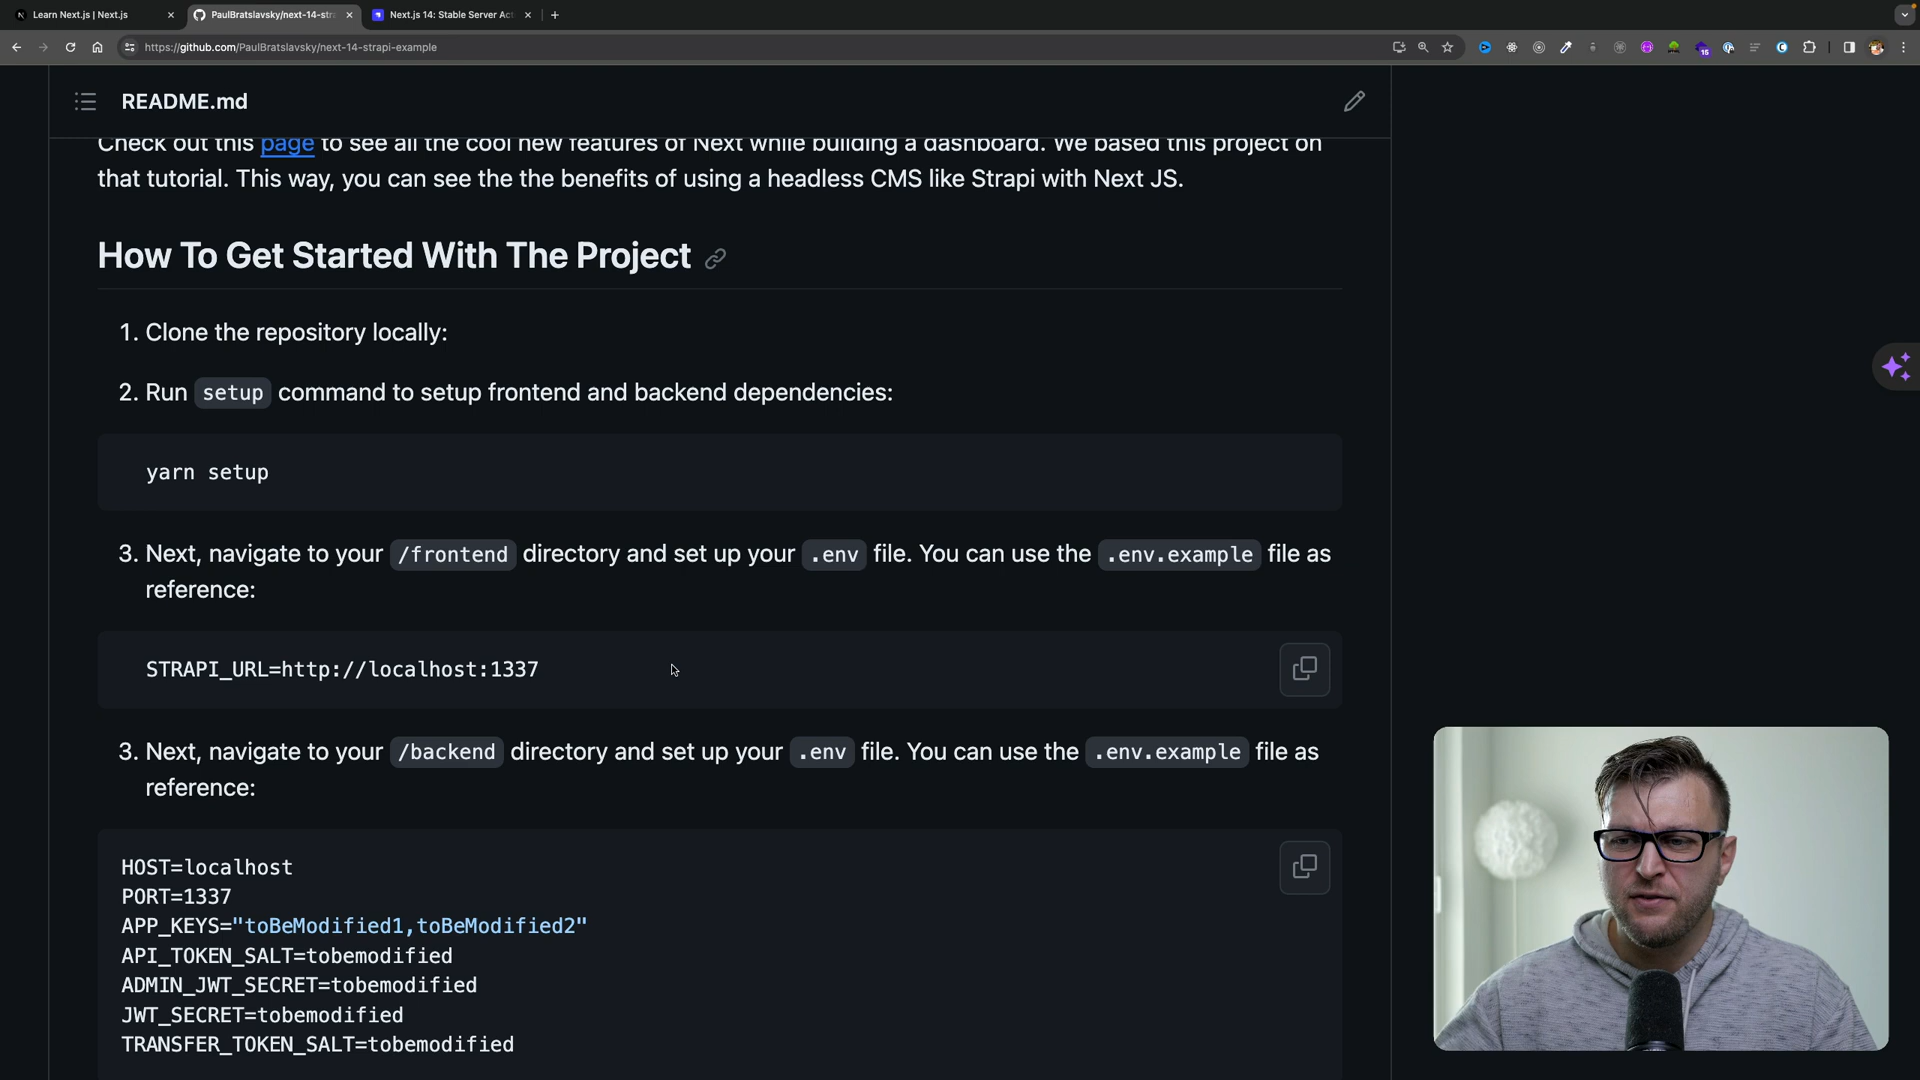 Learn Next.js | Next.js
PaulBratslavsky/next-14-stra
Next.js 14: Stable Server Act
https://github.com/PaulBratslavsky/next-14-strapi-example
15
README.md
Check out this page to see all the cool new features of Next while building a dashboard. We based this project on
that tutorial. This way, you can see the the benefits of using a headless CMS like Strapi with Next JS.
How To Get Started With The Project
1. Clone the repository locally:
2. Run setup command to setup frontend and backend dependencies:
yarn setup
3. Next, navigate to your /frontend directory and set up your .env file. You can use the .env.example file as
reference:
STRAPI_URL=http://localhost:1337
3. Next, navigate to your /backend directory and set up your .env file. You can use the .env.example file as
reference:
HOST=localhost
PORT=1337
APP_KEYS="toBeModified1,toBeModified2"
API_TOKEN_SALT=tobemodified
ADMIN_JWT_SECRET=tobemodified
JWT_SECRET=tobemodified
TRANSFER_TOKEN_SALT=tobemodified